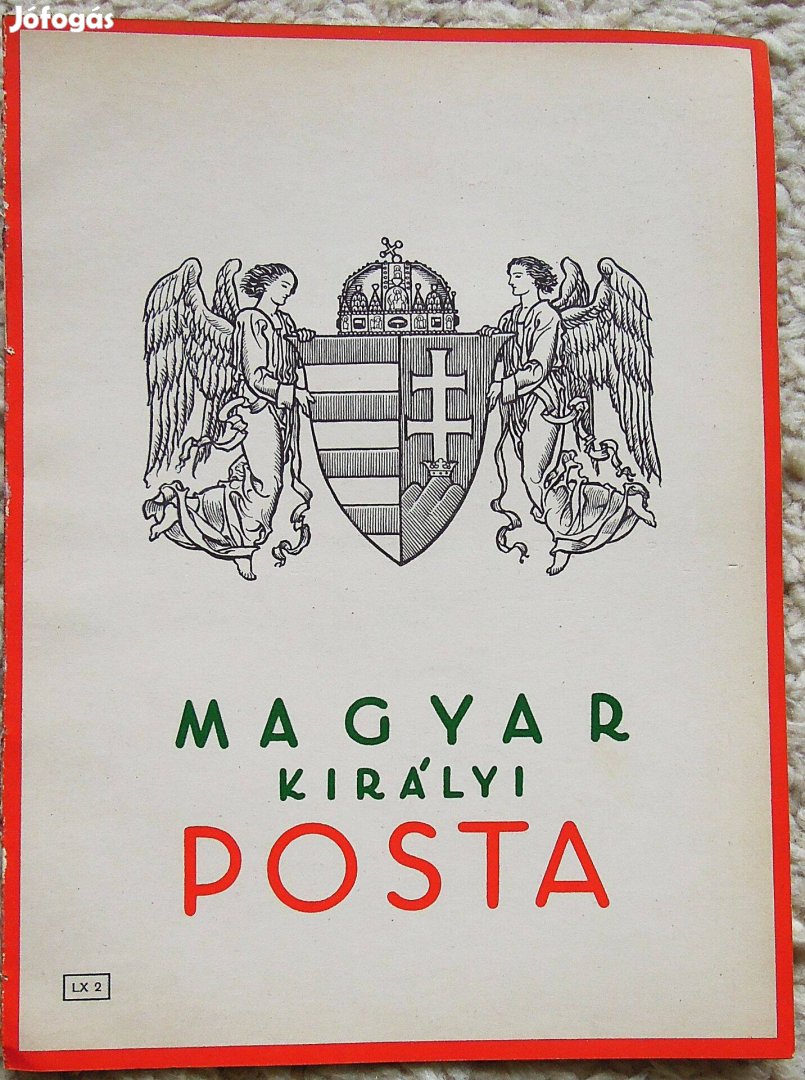 Jófogás
MAGYAR
KIRÁLYI
POSTA
LX 2